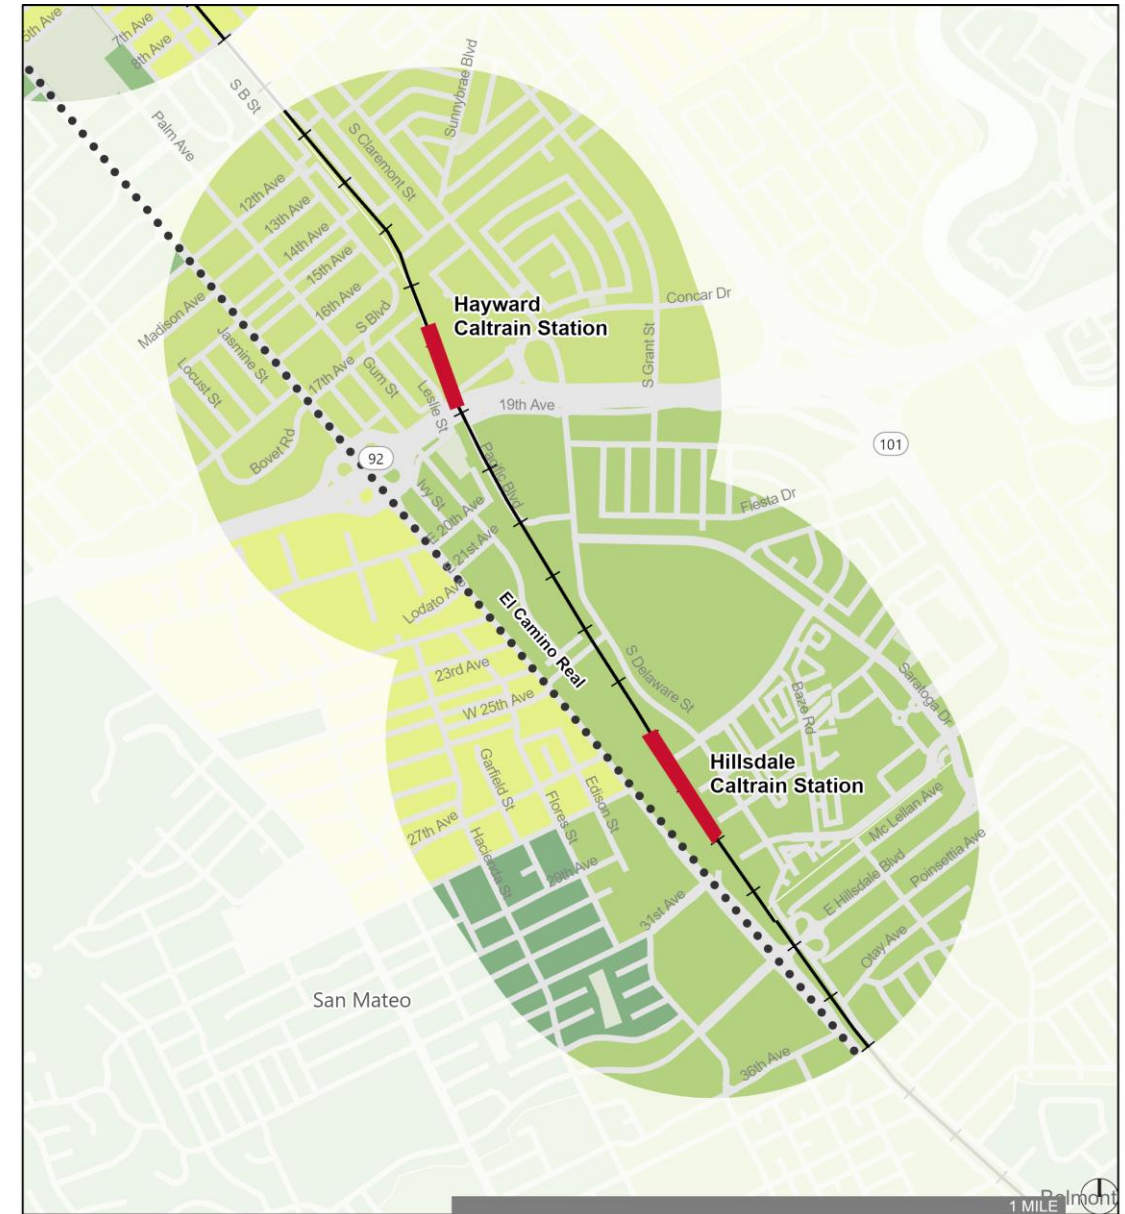 5th Ave
7th Ave
8th Ave
S B St
Palm Ave
Sunnybrae Blvd
S Claremont St
12th Ave
13th Ave
14th Ave
15th Ave
16th Ave
S Blvd
Madison Ave
Jasmine St
Locust St
17th Ave
Gum St
Leslie St
Bovet Rd
Hayward
Caltrain Station
Concar Dr
S Grant St
19th Ave
92
101
Pacific Blvd
Ivy St
E 20th Ave
E 21st Ave
Fiesta Dr
Lodato Ave
El Camino Real
23rd Ave
W 25th Ave
S Delaware St
Saratoga Dr
Baze Rd
Hillsdale
Caltrain Station
Garfield St
Flores St
Edison St
27th Ave
Hacienda St
29th Ave
31st Ave
Mc Lellan Ave
E Hillsdale Blvd
Poinsettia Ave
Otay Ave
San Mateo
36th Ave
1 MILE
Belmont